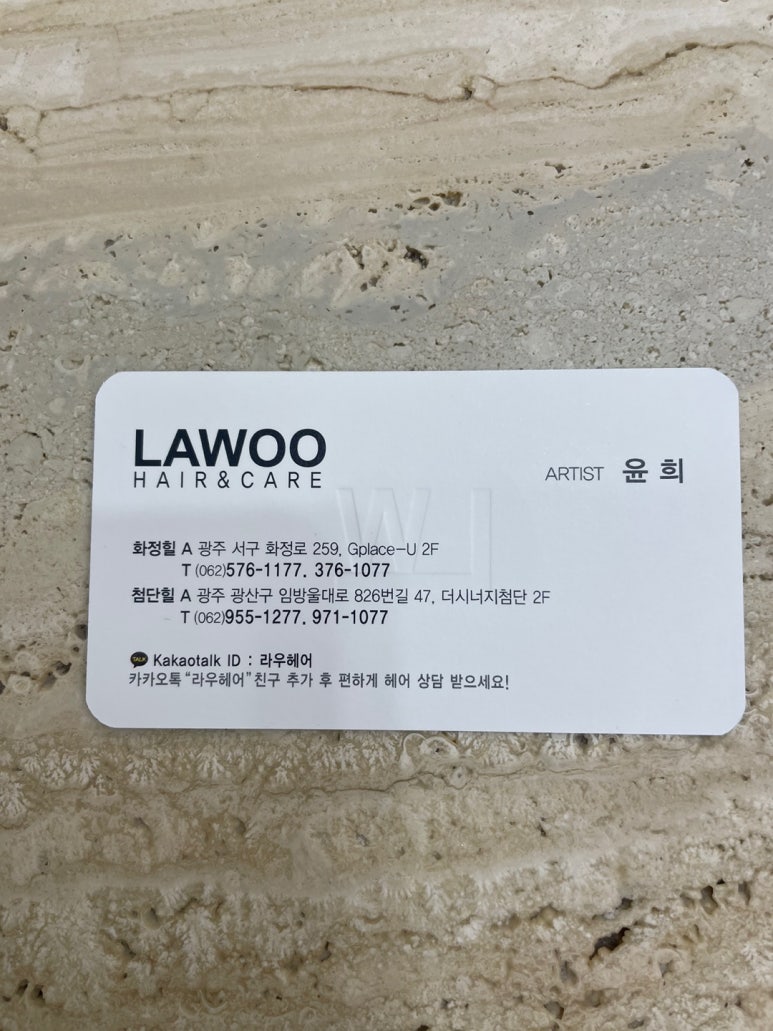 LAWOO
HAIR&CARE
ARTIST 윤희
화정힐 A 광주 서구 화정로 259, Gplace-U 2F
T (062)576-1177. 376-1077
첨단힐 A 광주 광산구 임방울대로 826번길 47, 더시너지첨단 2F
T (062)955-1277. 971-1077
TALK Kakaotalk ID : 라우헤어
카카오톡 "라우헤어" 친구 추가 후 편하게 헤어 상담 받으세요!